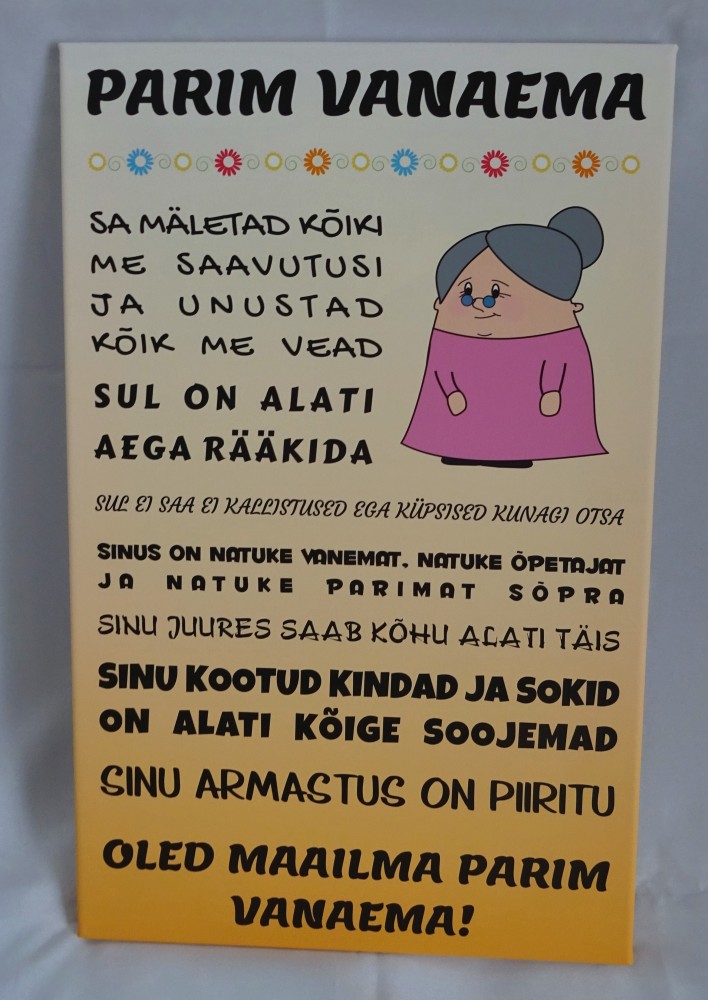 PARIM VANAEMA
SA MÄLETAD KÕIKI
ME SAAVUTUSI
JA UNUSTAD
KÕIK ME VEAD
SUL ON ALATI
AEGA RÄÄKIDA
SUL EI SAA EI KALLISTUSED EGA KÜPSISED KUNAGI OTSA
SINUS ON NATUKE VANEMAT, NATUKE ÕPETAJAT
JA NATUKE PARIMAT SÕPRA
SINU JUURES SAAB KÕHU ALATI TÄIS
SINU KOOTUD KINDAD JA SOKID
ON ALATI KÕIGE SOOJEMAD
SINU ARMASTUS ON PIIRITU
OLED MAAILMA PARIM
VANAEMA!